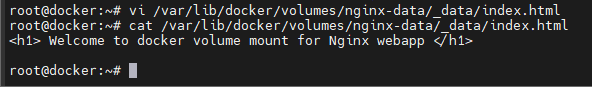 root@docker:~# vi /var/lib/docker/volumes/nginx-data/_data/index.html
root@docker:~# cat /var/lib/docker/volumes/nginx-data/_data/index.html
<h1> Welcome to docker volume mount for Nginx webapp </h1>
root@docker:~#